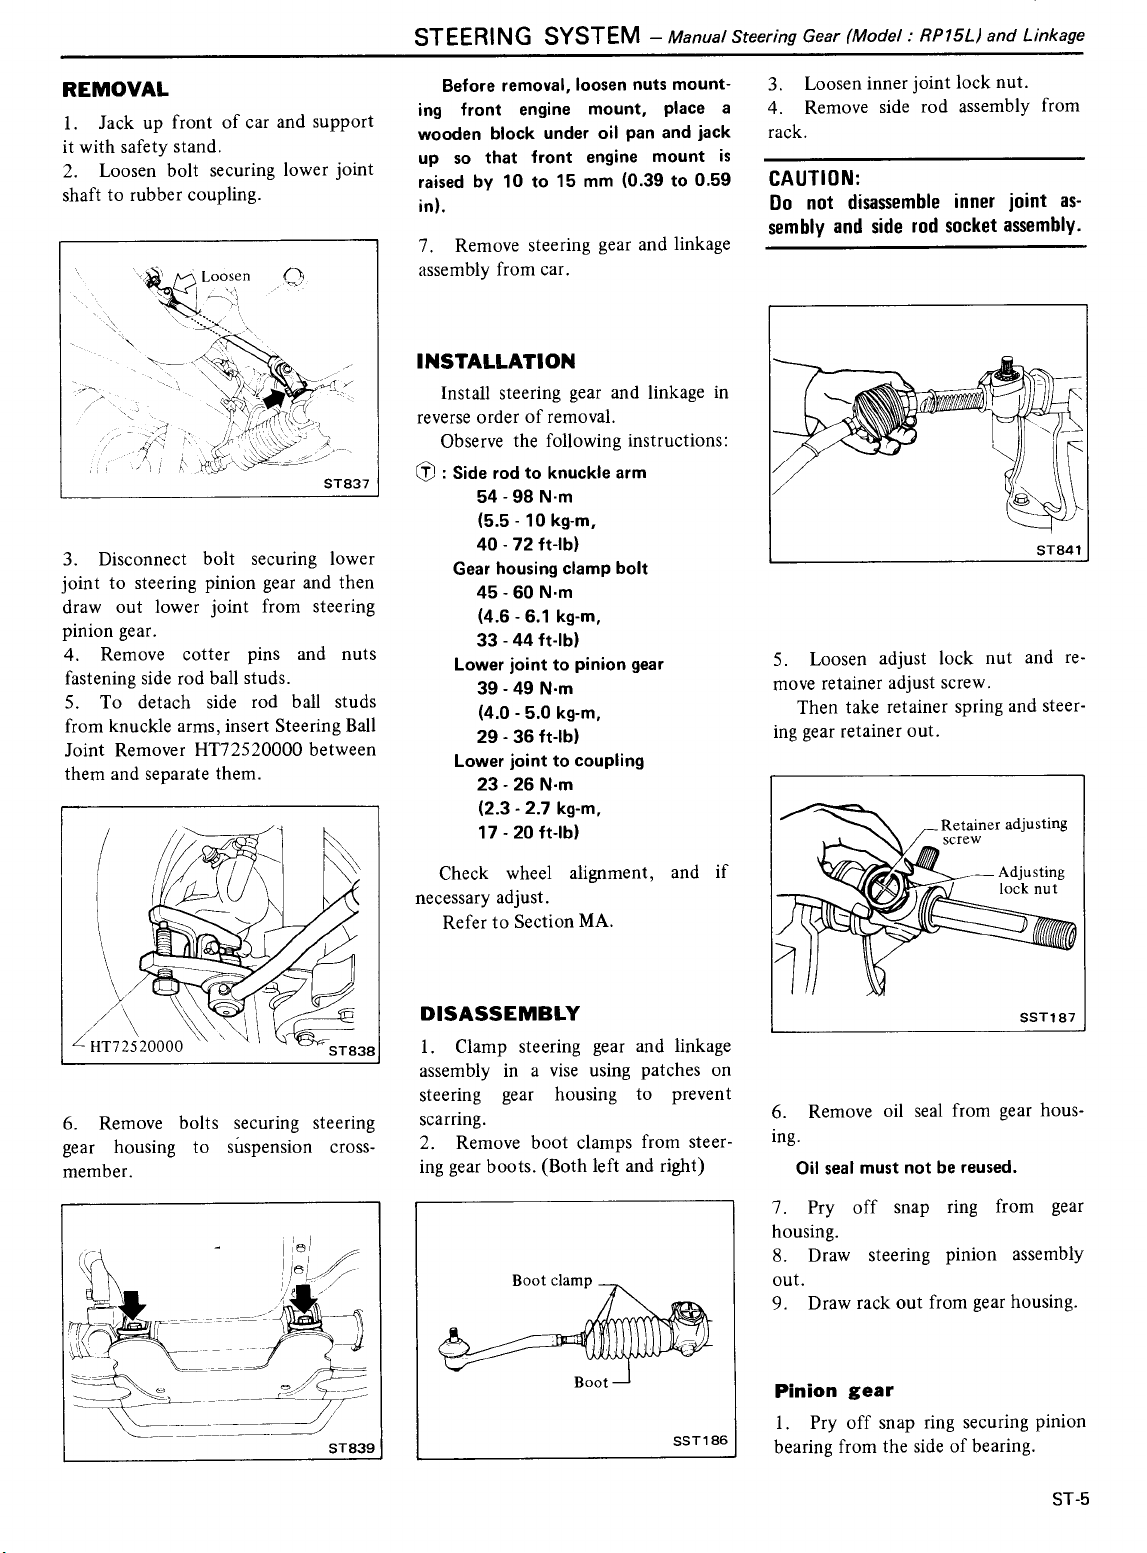 STEERING SYSTEM – Manual Steering Gear (Model : RP15L) and Linkage
REMOVAL
1. Jack up front of car and support
it with safety stand.
2. Loosen bolt securing lower joint
shaft to rubber coupling.
Loosen
ST837
3. Disconnect bolt securing lower
joint to steering pinion gear and then
draw out lower joint from steering
pinion gear.
4. Remove cotter pins and nuts
fastening side rod ball studs.
5. To detach side rod ball studs
from knuckle arms, insert Steering Ball
Joint Remover HT72520000 between
them and separate them.
HT72520000
ST838
6. Remove bolts securing steering
gear housing to suspension cross-
member.
ST839
Before removal, loosen nuts mount-
ing front engine mount, place a
wooden block under oil pan and jack
up so that front engine mount is
raised by 10 to 15 mm (0.39 to 0.59
in).
7. Remove steering gear and linkage
assembly from car.
INSTALLATION
Install steering gear and linkage in
reverse order of removal.
Observe the following instructions:
Ⓣ : Side rod to knuckle arm
54 - 98 N·m
(5.5 - 10 kg-m,
40 - 72 ft-lb)
Gear housing clamp bolt
45 - 60 N·m
(4.6 - 6.1 kg-m,
33 - 44 ft-lb)
Lower joint to pinion gear
39 - 49 N·m
(4.0 - 5.0 kg-m,
29 - 36 ft-lb)
Lower joint to coupling
23 - 26 N·m
(2.3 - 2.7 kg-m,
17 - 20 ft-lb)
Check wheel alignment, and if
necessary adjust.
Refer to Section MA.
DISASSEMBLY
1. Clamp steering gear and linkage
assembly in a vise using patches on
steering gear housing to prevent
scarring.
2. Remove boot clamps from steer-
ing gear boots. (Both left and right)
Boot clamp
Boot
SST186
3. Loosen inner joint lock nut.
4. Remove side rod assembly from
rack.
CAUTION:
Do not disassemble inner joint as-
sembly and side rod socket assembly.
ST841
5. Loosen adjust lock nut and re-
move retainer adjust screw.
Then take retainer spring and steer-
ing gear retainer out.
Retainer adjusting
screw
Adjusting
lock nut
SST187
6. Remove oil seal from gear hous-
ing.
Oil seal must not be reused.
7. Pry off snap ring from gear
housing.
8. Draw steering pinion assembly
out.
9. Draw rack out from gear housing.
Pinion gear
1. Pry off snap ring securing pinion
bearing from the side of bearing.
ST-5